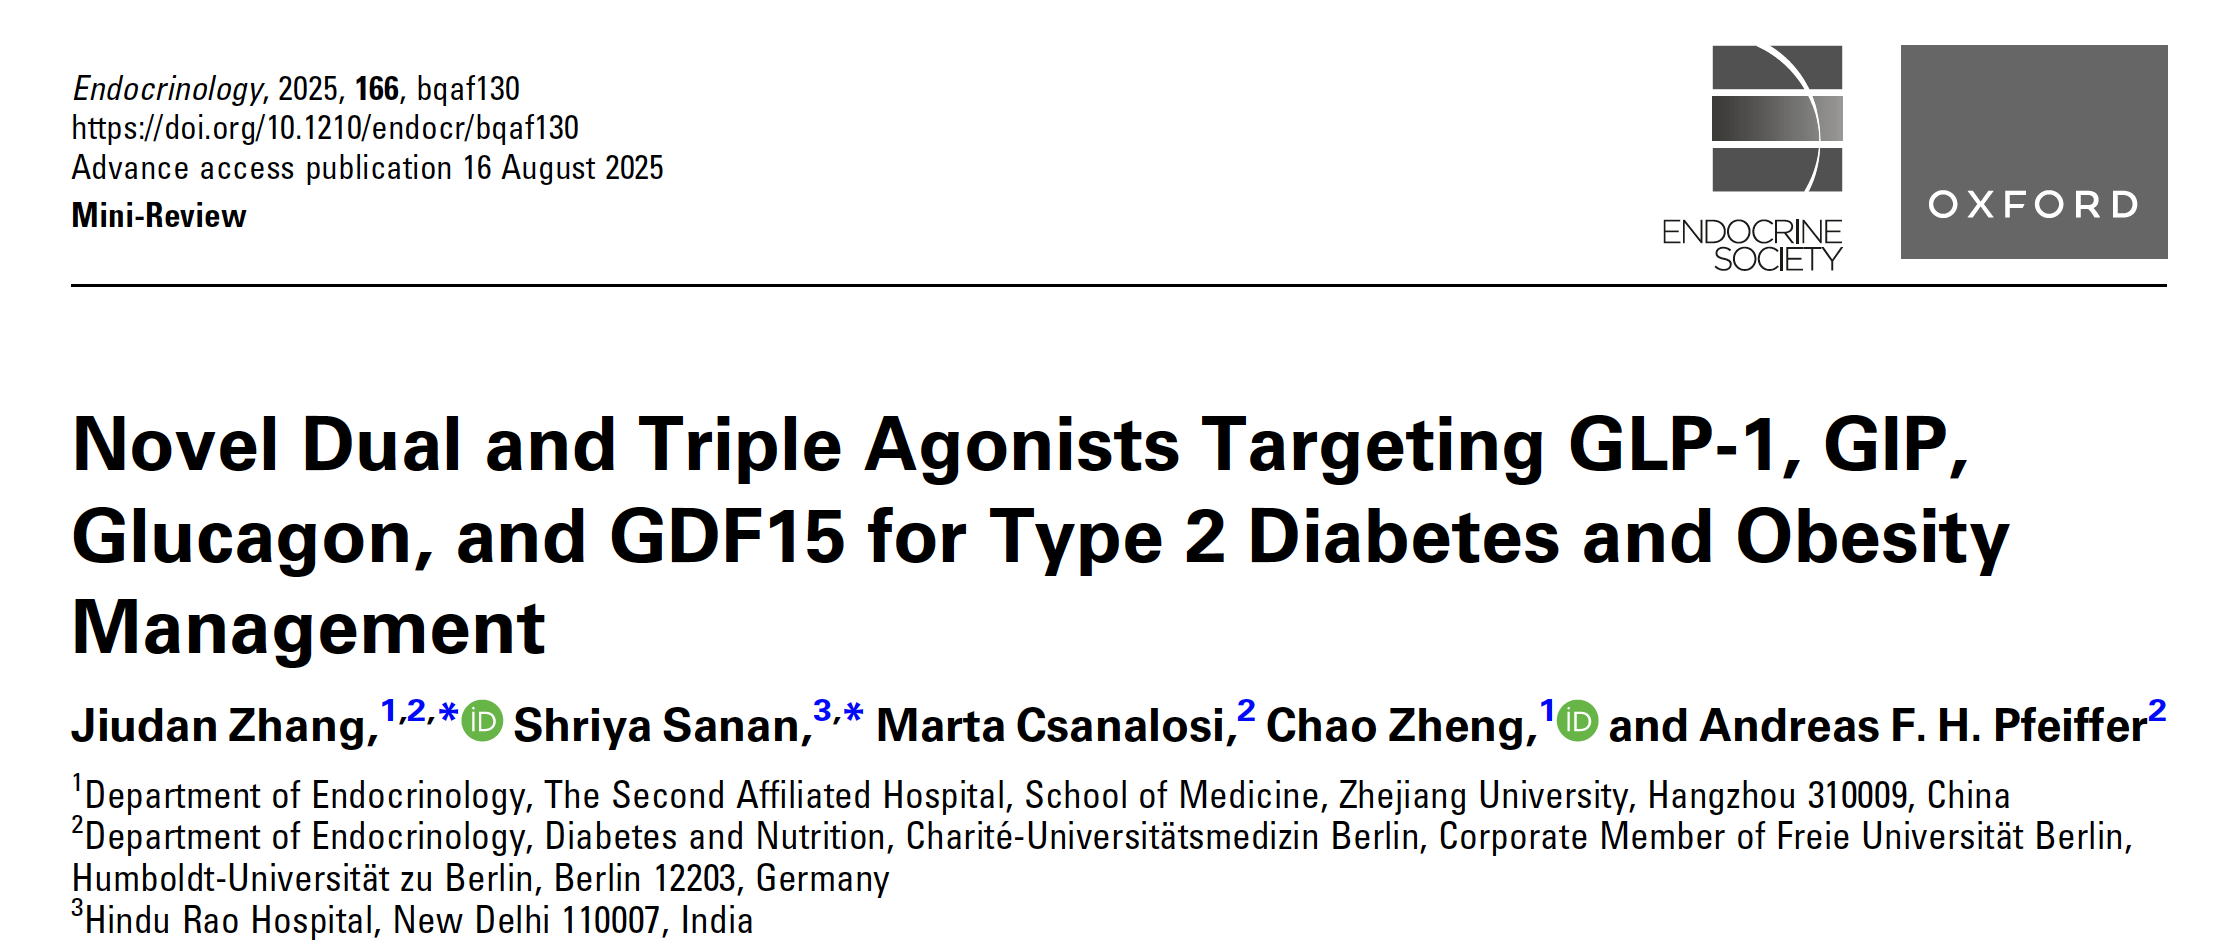 Endocrinology, 2025, 166, bqaf130
https://doi.org/10.1210/endocr/bqaf130
Advance access publication 16 August 2025
Mini-Review
ENDOCRINE
SOCIETY
OXFORD
Novel Dual and Triple Agonists Targeting GLP-1, GIP,
Glucagon, and GDF15 for Type 2 Diabetes and Obesity
Management
Jiudan Zhang,1,2,* iD Shriya Sanan,3,* Marta Csanalosi,2 Chao Zheng,1 iD and Andreas F. H. Pfeiffer2
1Department of Endocrinology, The Second Affiliated Hospital, School of Medicine, Zhejiang University, Hangzhou 310009, China
2Department of Endocrinology, Diabetes and Nutrition, Charité-Universitätsmedizin Berlin, Corporate Member of Freie Universität Berlin,
Humboldt-Universität zu Berlin, Berlin 12203, Germany
3Hindu Rao Hospital, New Delhi 110007, India